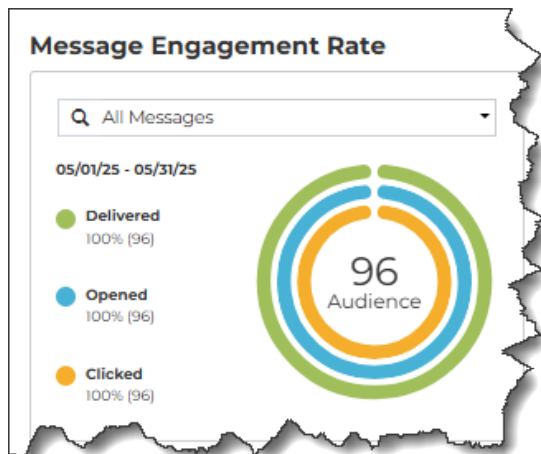 Message Engagement Rate
All Messages
05/01/25 - 05/31/25
Delivered
100% (96)
Opened
100% (96)
Clicked
100% (96)
96
Audience